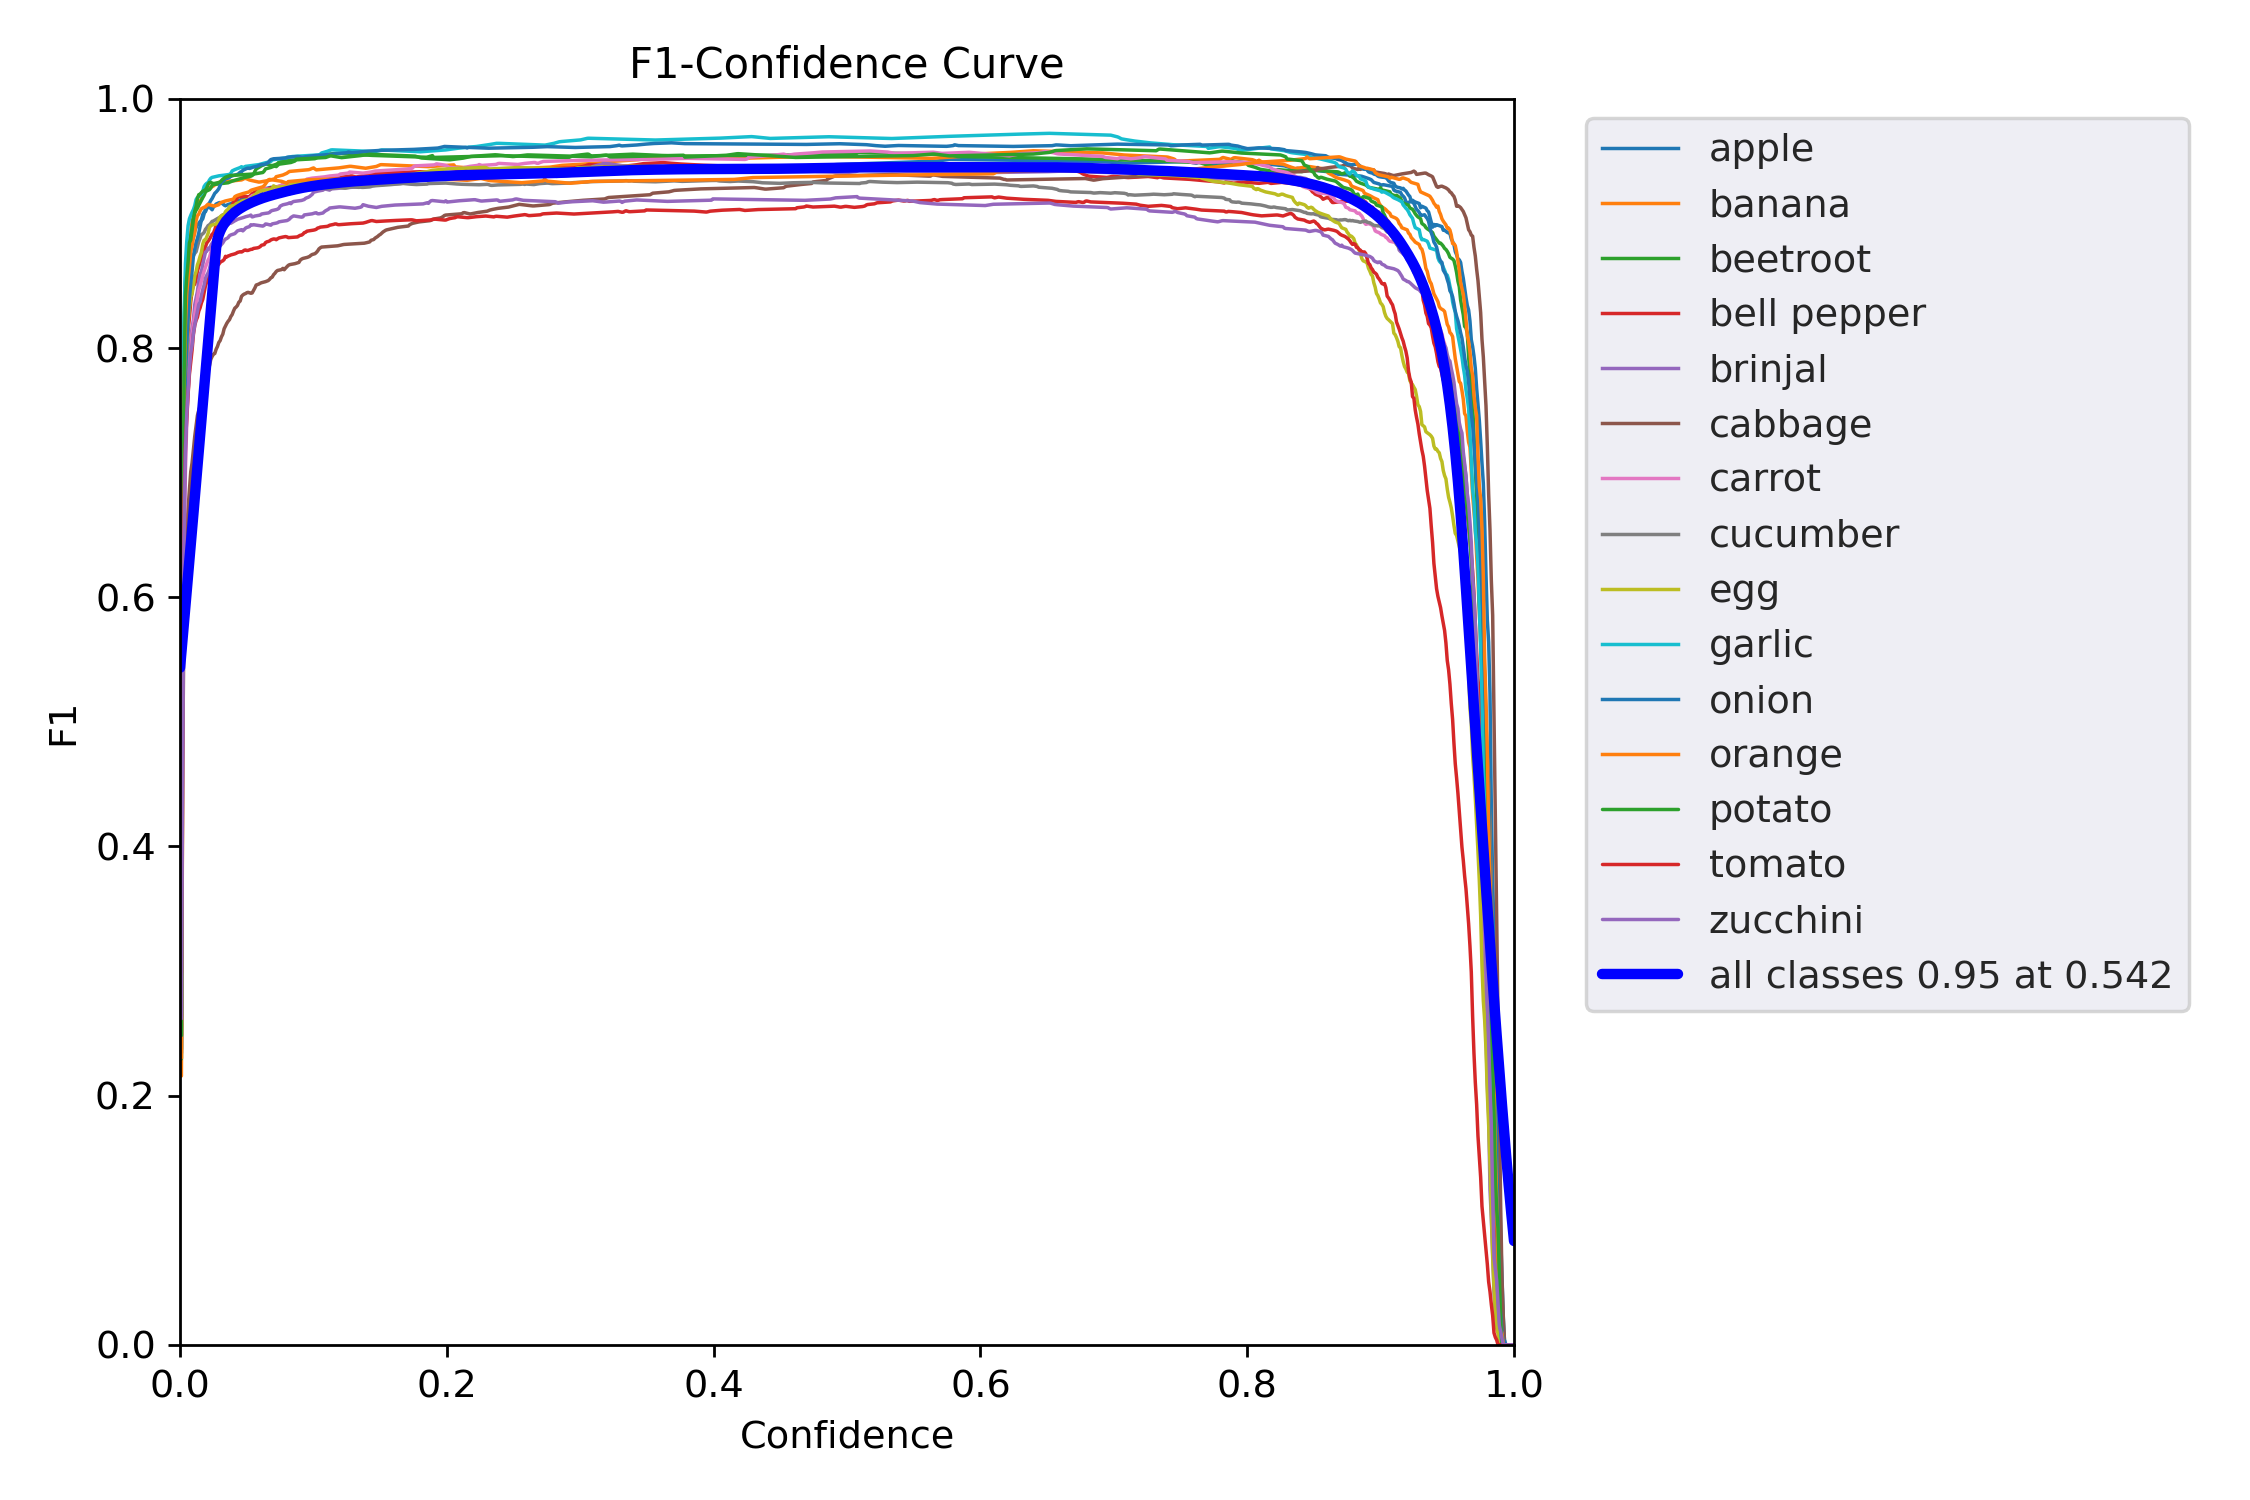 F1-Confidence Curve
1.0
0.8
0.6
0.4
0.2
0.0
F1
0.0 0.2 0.4 0.6 0.8 1.0
Confidence
apple
banana
beetroot
bell pepper
brinjal
cabbage
carrot
cucumber
egg
garlic
onion
orange
potato
tomato
zucchini
all classes 0.95 at 0.542